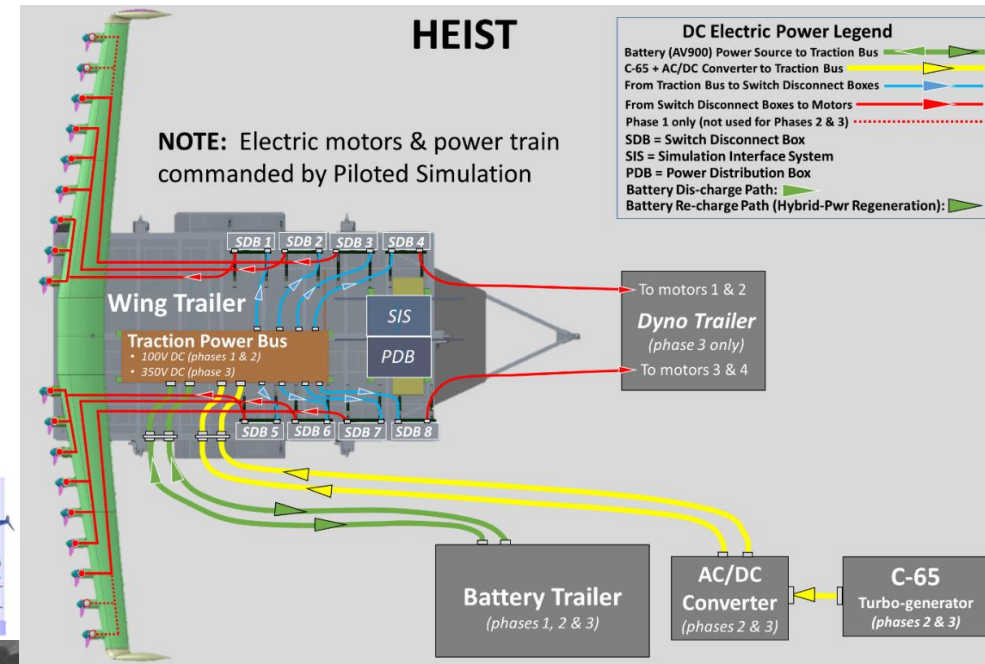 HEIST
DC Electric Power Legend
Battery (AV900) Power Source to Traction Bus
C-65 + AC/DC Converter to Traction Bus
From Traction Bus to Switch Disconnect Boxes
From Switch Disconnect Boxes to Motors
Phase 1 only (not used for Phases 2 & 3)
SDB = Switch Disconnect Box
SIS = Simulation Interface System
PDB = Power Distribution Box
Battery Dis-charge Path:
Battery Re-charge Path (Hybrid-Pwr Regeneration):
NOTE: Electric motors & power train
commanded by Piloted Simulation
SDB 1
SDB 2
SDB 3
SDB 4
Wing Trailer
SIS
PDB
Traction Power Bus
• 100V DC (phases 1 & 2)
• 350V DC (phase 3)
To motors 1 & 2
Dyno Trailer
(phase 3 only)
To motors 3 & 4
SDB 5
SDB 6
SDB 7
SDB 8
Battery Trailer
(phases 1, 2 & 3)
AC/DC
Converter
(phases 2 & 3)
C-65
Turbo-generator
(phases 2 & 3)